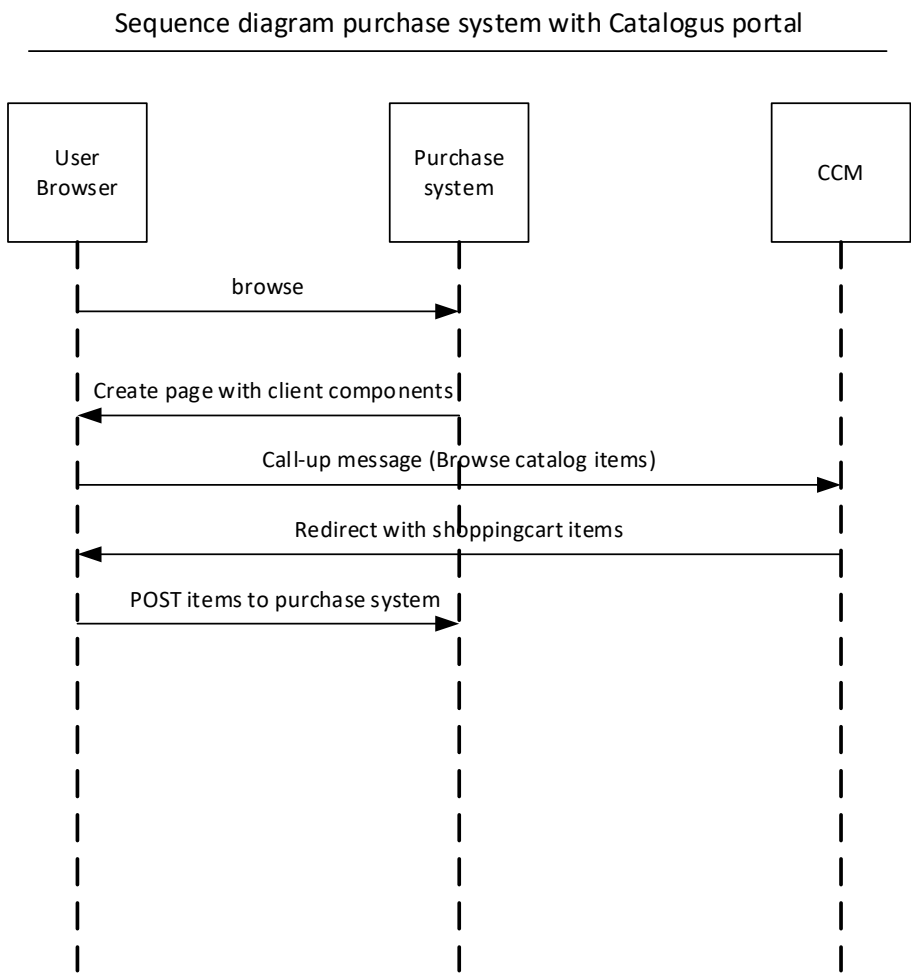 Sequence diagram purchase system with Catalogus portal
User
Browser
Purchase
system
CCM
browse
Create page with client components
Call-up message (Browse catalog items)
Redirect with shoppingcart items
POST items to purchase system